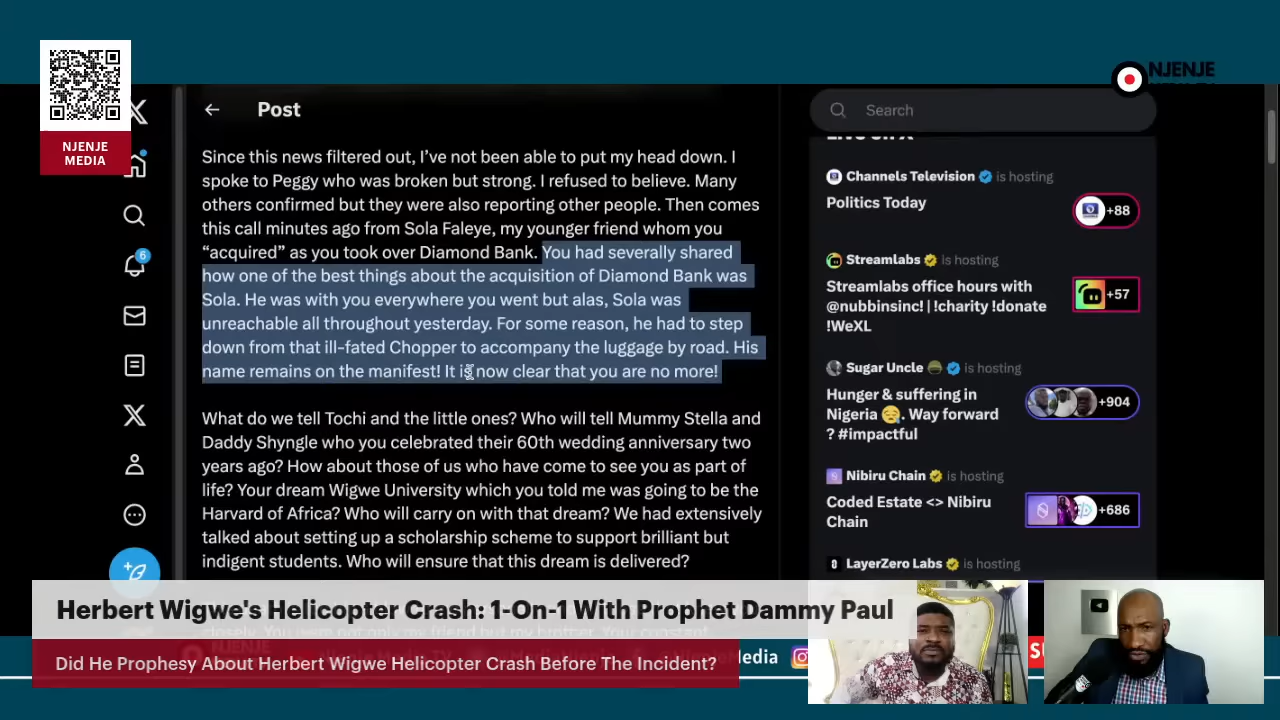 NJENJE
MEDIA
NJENJE
Post
Search
Since this news filtered out, I've not been able to put my head down. I
spoke to Peggy who was broken but strong. I refused to believe. Many
others confirmed but they were also reporting other people. Then comes
this call minutes ago from Sola Faleye, my younger friend whom you
“acquired” as you took over Diamond Bank. You had severally shared
how one of the best things about the acquisition of Diamond Bank was
Sola. He was with you everywhere you went but alas, Sola was
unreachable all throughout yesterday. For some reason, he had to step
down from that ill-fated Chopper to accompany the luggage by road. His
name remains on the manifest! It is now clear that you are no more!
What do we tell Tochi and the little ones? Who will tell Mummy Stella and
Daddy Shyngle who you celebrated their 60th wedding anniversary two
years ago? How about those of us who have come to see you as part of
life? Your dream Wigwe University which you told me was going to be the
Harvard of Africa? Who will carry on with that dream? We had extensively
talked about setting up a scholarship scheme to support brilliant but
indigent students. Who will ensure that this dream is delivered?
6
Channels Television is hosting
Politics Today
+88
Streamlabs is hosting
Streamlabs office hours with
@nubbinsinc! | !charity !donate
!WeXL
+57
Sugar Uncle is hosting
Hunger & suffering in
Nigeria 😪. Way forward
? #impactful
+904
Nibiru Chain is hosting
Coded Estate <> Nibiru
Chain
+686
LayerZero Labs is hosting
Herbert Wigwe's Helicopter Crash: 1-On-1 With Prophet Dammy Paul
Did He Prophesy About Herbert Wigwe Helicopter Crash Before The Incident?